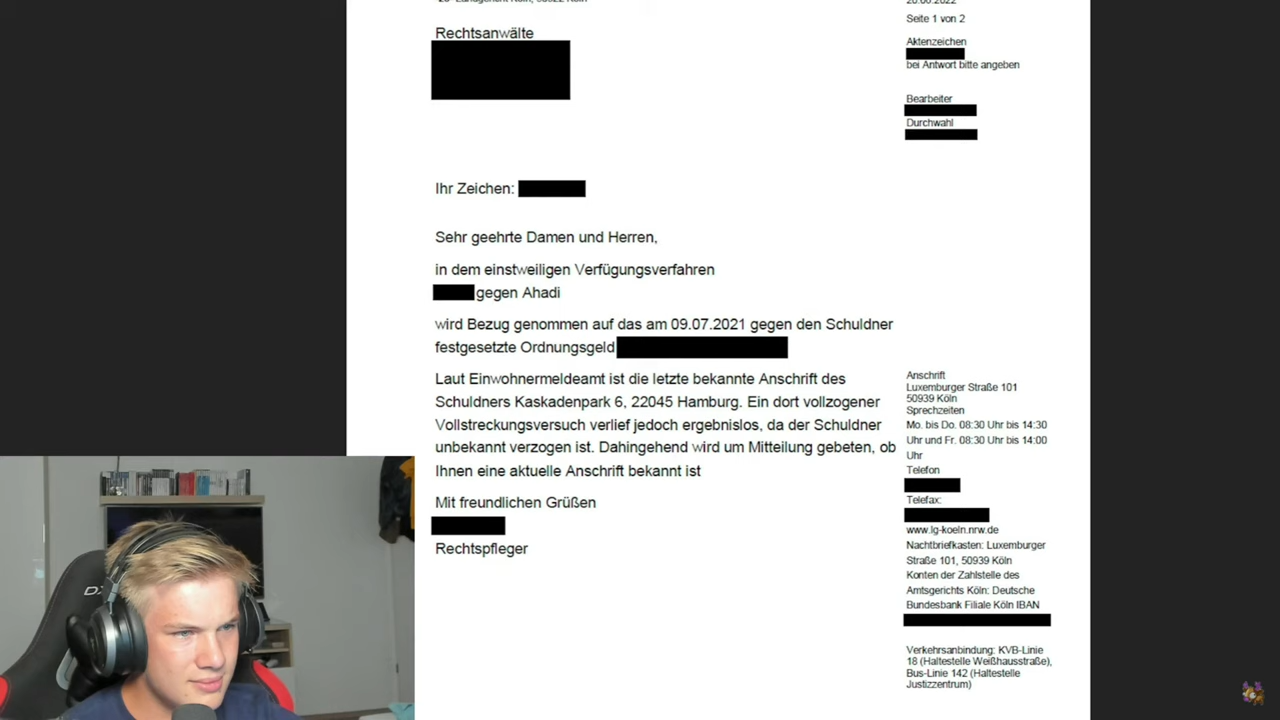 Rechtsanwälte
Seite 1 von 2
Aktenzeichen
bei Antwort bitte angeben
Bearbeiter
Durchwahl
Ihr Zeichen:
Sehr geehrte Damen und Herren,
in dem einstweiligen Verfügungsverfahren
gegen Ahadi
wird Bezug genommen auf das am 09.07.2021 gegen den Schuldner
festgesetzte Ordnungsgeld
Laut Einwohnermeldeamt ist die letzte bekannte Anschrift des
Schuldners Kaskadenpark 6, 22045 Hamburg. Ein dort vollzogener
Vollstreckungsversuch verlief jedoch ergebnislos, da der Schuldner
unbekannt verzogen ist. Dahingehend wird um Mitteilung gebeten, ob
Ihnen eine aktuelle Anschrift bekannt ist
Mit freundlichen Grüßen
Rechtspfleger
Anschrift
Luxemburger Straße 101
50939 Köln
Sprechzeiten
Mo. bis Do. 08:30 Uhr bis 14:30
Uhr und Fr. 08:30 Uhr bis 14:00
Uhr
Telefon
Telefax:
www.lg-koeln.nrw.de
Nachtbriefkasten: Luxemburger
Straße 101, 50939 Köln
Konten der Zahlstelle des
Amtsgerichts Köln: Deutsche
Bundesbank Filiale Köln IBAN
Verkehrsanbindung: KVB-Linie
18 (Haltestelle Weißhausstraße),
Bus-Linie 142 (Haltestelle
Justizzentrum)